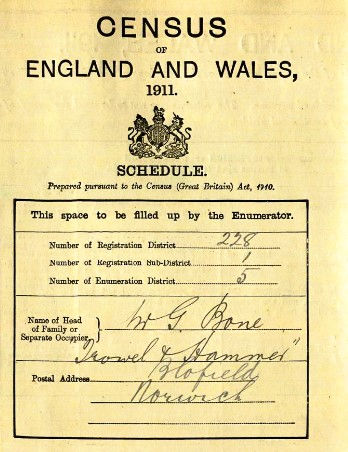 CENSUS
OF
ENGLAND AND WALES,
1911.
SCHEDULE.
Prepared pursuant to the Census (Great Britain) Act, 1910.
This space to be filled up by the Enumerator.
Number of Registration District 228
Number of Registration Sub-District 1
Number of Enumeration District 5
Name of Head
of Family or
Separate Occupier. } W G. Bone
Trowel & Hammer"
Postal Address Blofield
Norwich